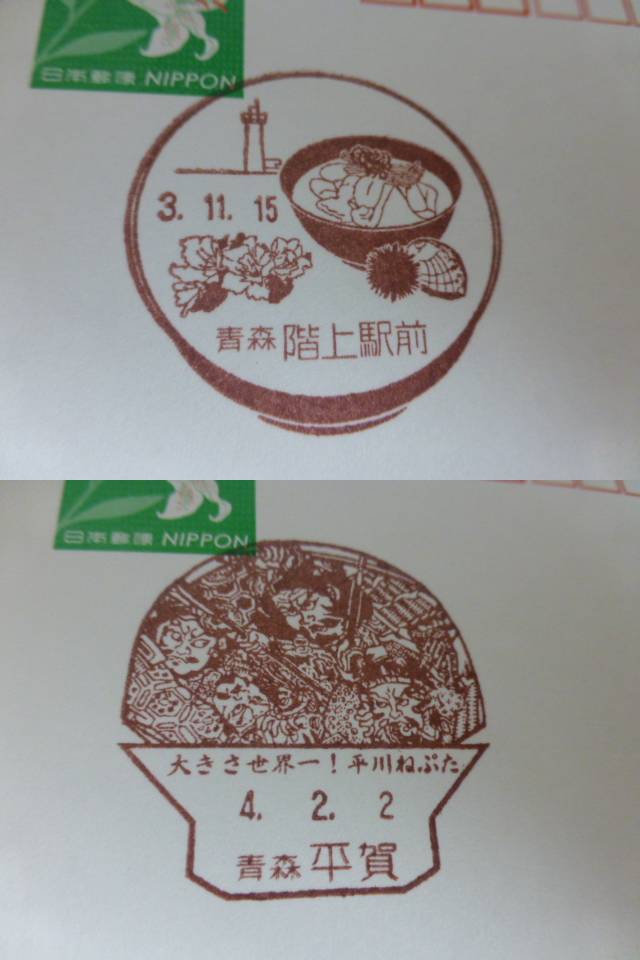 日本郵便 NIPPON
3. 11. 15
青森 階上駅前
日本郵便 NIPPON
大きさ世界一！平川ねぷた
4. 2. 2
青森 平賀